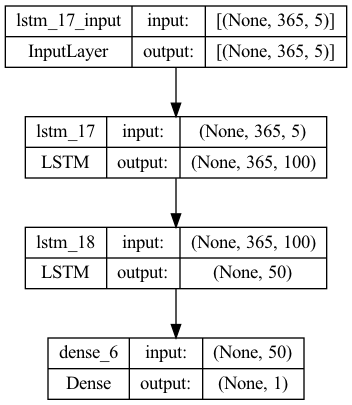 lstm_17_input input: [(None, 365, 5)]
InputLayer output: [(None, 365, 5)]
lstm_17 input: (None, 365, 5)
LSTM output: (None, 365, 100)
lstm_18 input: (None, 365, 100)
LSTM output: (None, 50)
dense_6 input: (None, 50)
Dense output: (None, 1)